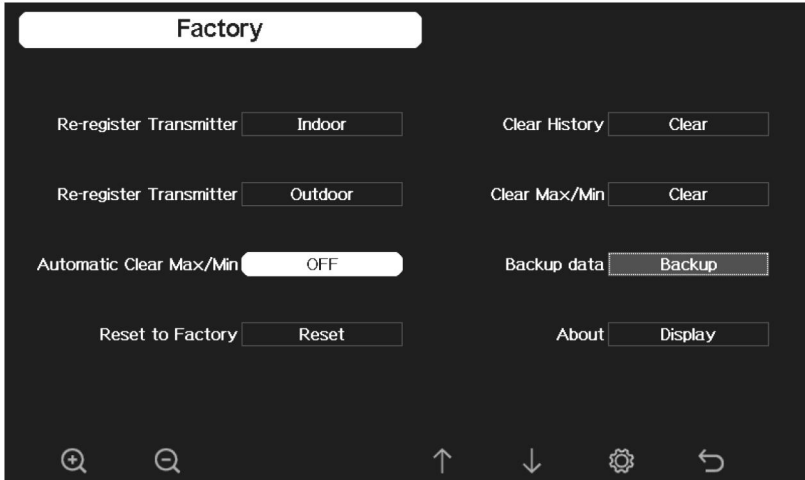 Factory
Re-register Transmitter Indoor Clear History Clear
Re-register Transmitter Outdoor Clear Max/Min Clear
Automatic Clear Max/Min OFF Backup data Backup
Reset to Factory Reset About Display